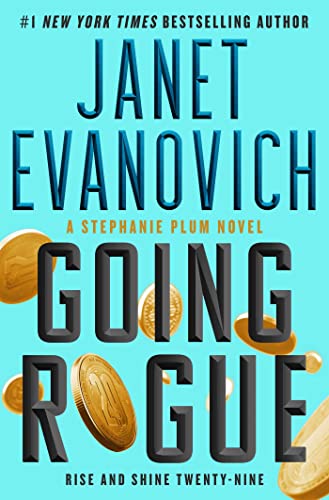 #1 NEW YORK TIMES BESTSELLING AUTHOR
JANET
EVANOVICH
A STEPHANIE PLUM NOVEL
GOING
ROGUE
RISE AND SHINE TWENTY-NINE